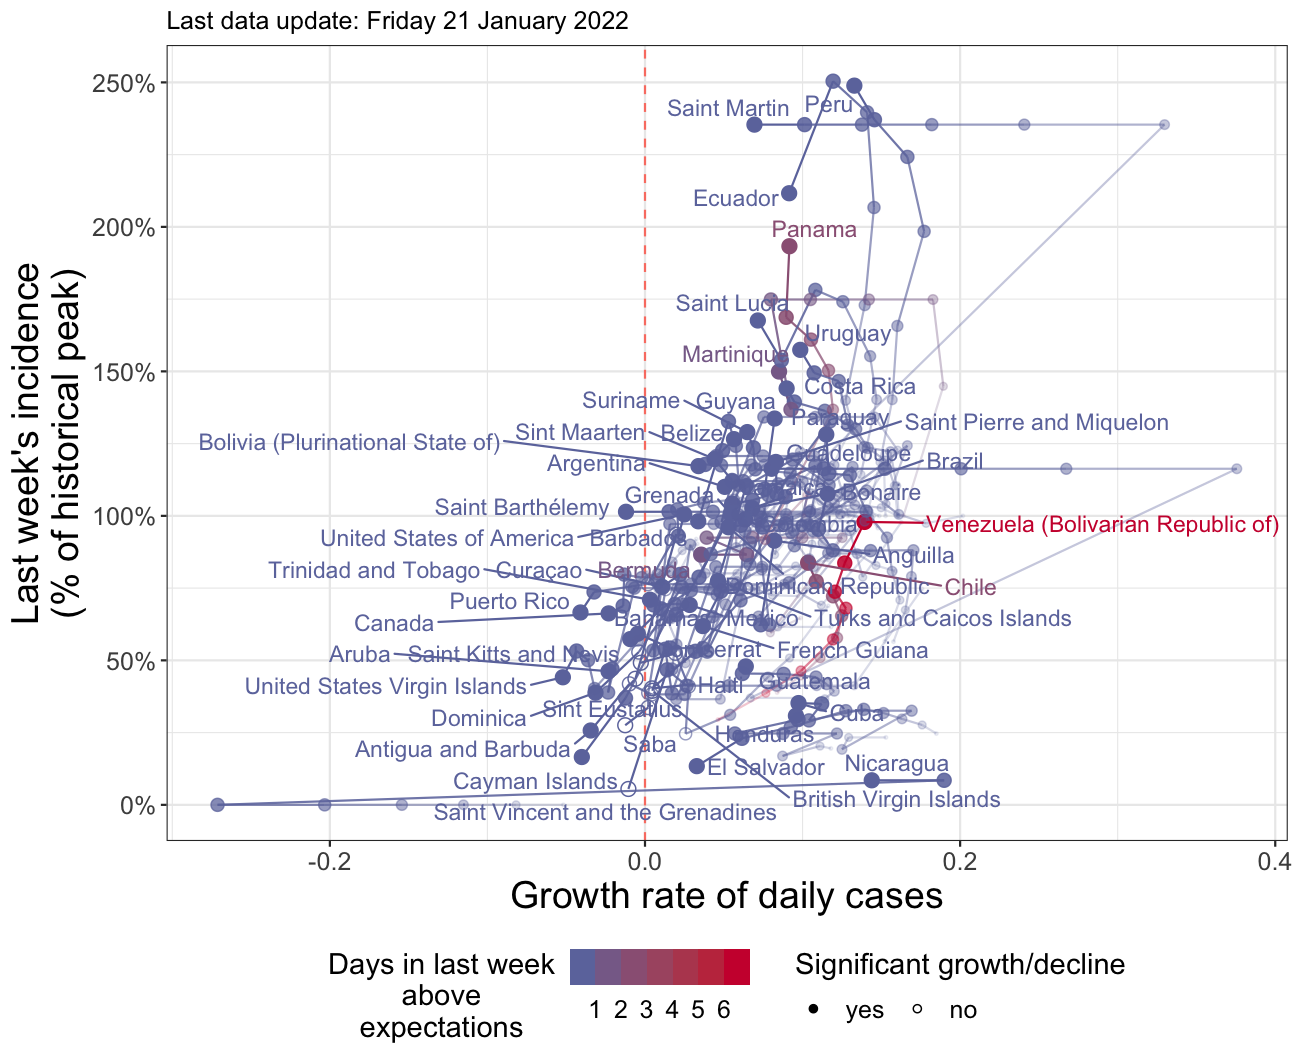 Last data update: Friday 21 January 2022
Last week's incidence
(% of historical peak)
250%
200%
150%
100%
50%
0%
Saint Martin
Peru
Ecuador
Panama
Saint Lucia
Uruguay
Martinique
Costa Rica
Suriname
Guyana
Paraguay
Saint Pierre and Miquelon
Sint Maarten
Belize
Bolivia (Plurinational State of)
Guadeloupe
Brazil
Argentina
Grenada
Bonaire
Saint Barthélemy
Venezuela (Bolivarian Republic of)
United States of America
Barbados
Anguilla
Trinidad and Tobago
Curaçao
Bermuda
Dominican Republic
Chile
Puerto Rico
Canada
Bahamas
Mexico
Turks and Caicos Islands
Aruba
Saint Kitts and Nevis
Montserrat
French Guiana
United States Virgin Islands
Haiti
Guatemala
Dominica
Sint Eustatius
Cuba
Antigua and Barbuda
Saba
Honduras
Cayman Islands
El Salvador
Nicaragua
British Virgin Islands
Saint Vincent and the Grenadines
-0.2
0.0
0.2
0.4
Growth rate of daily cases
Days in last week
above
expectations
1 2 3 4 5 6
Significant growth/decline
yes
no